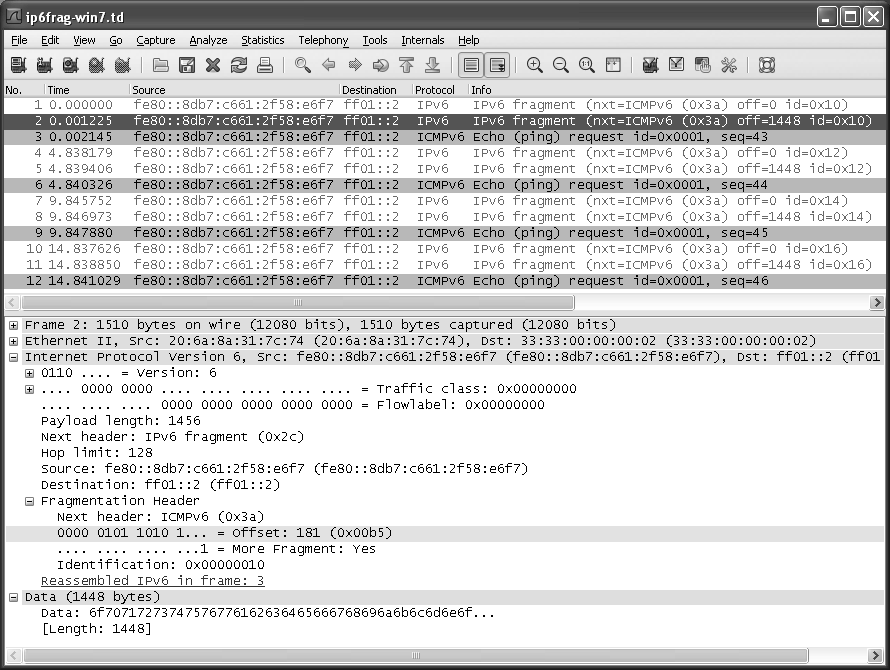 ip6frag-win7.td
File Edit View Go Capture Analyze Statistics Telephony Tools Internals Help
No. Time Source Destination Protocol Info
1 0.000000 fe80::8db7:c661:2f58:e6f7 ff01::2 IPv6 IPv6 fragment (nxt=ICMPv6 (0x3a) off=0 id=0x10)
2 0.001225 fe80::8db7:c661:2f58:e6f7 ff01::2 IPv6 IPv6 fragment (nxt=ICMPv6 (0x3a) off=1448 id=0x10)
3 0.002145 fe80::8db7:c661:2f58:e6f7 ff01::2 ICMPv6 Echo (ping) request id=0x0001, seq=43
4 4.838179 fe80::8db7:c661:2f58:e6f7 ff01::2 IPv6 IPv6 fragment (nxt=ICMPv6 (0x3a) off=0 id=0x12)
5 4.839406 fe80::8db7:c661:2f58:e6f7 ff01::2 IPv6 IPv6 fragment (nxt=ICMPv6 (0x3a) off=1448 id=0x12)
6 4.840326 fe80::8db7:c661:2f58:e6f7 ff01::2 ICMPv6 Echo (ping) request id=0x0001, seq=44
7 9.845752 fe80::8db7:c661:2f58:e6f7 ff01::2 IPv6 IPv6 fragment (nxt=ICMPv6 (0x3a) off=0 id=0x14)
8 9.846973 fe80::8db7:c661:2f58:e6f7 ff01::2 IPv6 IPv6 fragment (nxt=ICMPv6 (0x3a) off=1448 id=0x14)
9 9.847880 fe80::8db7:c661:2f58:e6f7 ff01::2 ICMPv6 Echo (ping) request id=0x0001, seq=45
10 14.837626 fe80::8db7:c661:2f58:e6f7 ff01::2 IPv6 IPv6 fragment (nxt=ICMPv6 (0x3a) off=0 id=0x16)
11 14.838850 fe80::8db7:c661:2f58:e6f7 ff01::2 IPv6 IPv6 fragment (nxt=ICMPv6 (0x3a) off=1448 id=0x16)
12 14.841029 fe80::8db7:c661:2f58:e6f7 ff01::2 ICMPv6 Echo (ping) request id=0x0001, seq=46
Frame 2: 1510 bytes on wire (12080 bits), 1510 bytes captured (12080 bits)
Ethernet II, Src: 20:6a:8a:31:7c:74 (20:6a:8a:31:7c:74), Dst: 33:33:00:00:00:02 (33:33:00:00:00:02)
Internet Protocol Version 6, Src: fe80::8db7:c661:2f58:e6f7 (fe80::8db7:c661:2f58:e6f7), Dst: ff01::2 (ff01
0110 .... = Version: 6
.... 0000 0000 .... .... .... .... .... = Traffic class: 0x00000000
.... .... .... 0000 0000 0000 0000 0000 = Flowlabel: 0x00000000
Payload length: 1456
Next header: IPv6 fragment (0x2c)
Hop limit: 128
Source: fe80::8db7:c661:2f58:e6f7 (fe80::8db7:c661:2f58:e6f7)
Destination: ff01::2 (ff01::2)
Fragmentation Header
Next header: ICMPv6 (0x3a)
0000 0101 1010 1... = Offset: 181 (0x00b5)
.... .... .... ...1 = More Fragment: Yes
Identification: 0x00000010
Reassembled IPv6 in frame: 3
Data (1448 bytes)
Data: 6f7071727374757677616263646566676869 6a6b6c6d6e6f...
[Length: 1448]